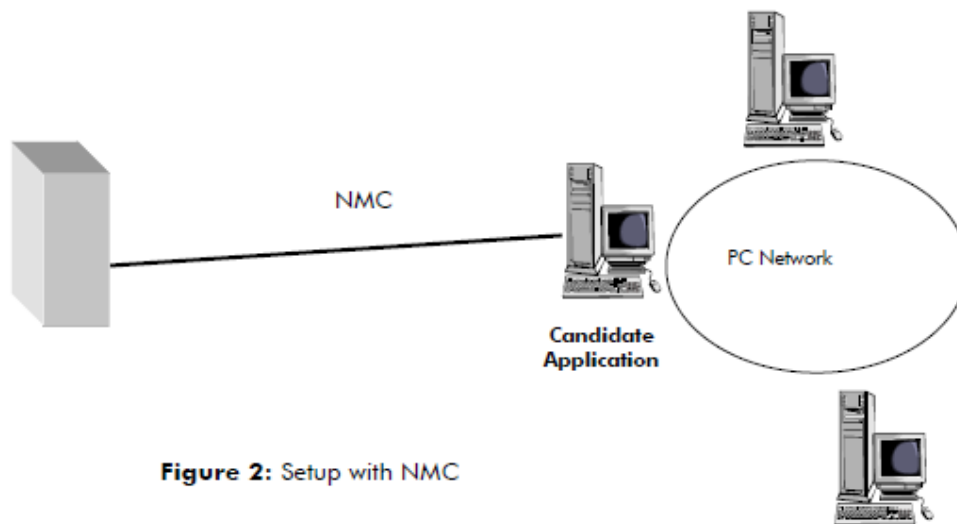 NMC
PC Network
Candidate
Application
Figure 2: Setup with NMC